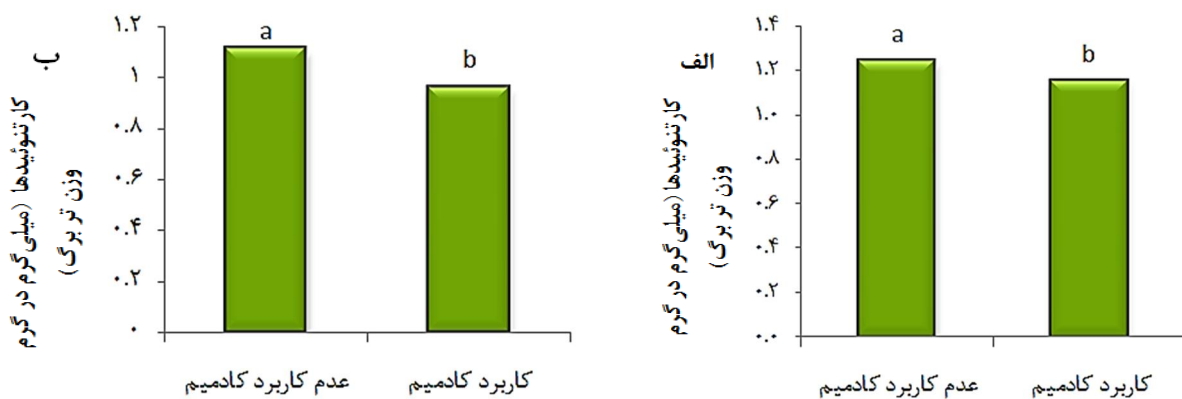 الف
کارتنوئیدها (میلی‌گرم در گرم
وزن تر برگ)
۱.۴
۱.۲
۱.۰
۰.۸
۰.۶
۰.۴
۰.۲
۰.۰
a
b
عدم کاربرد کادمیم
کاربرد کادمیم
ب
کارتنوئیدها (میلی‌گرم در گرم
وزن تر برگ)
۱.۲
۱
۰.۸
۰.۶
۰.۴
۰.۲
۰
a
b
عدم کاربرد کادمیم
کاربرد کادمیم